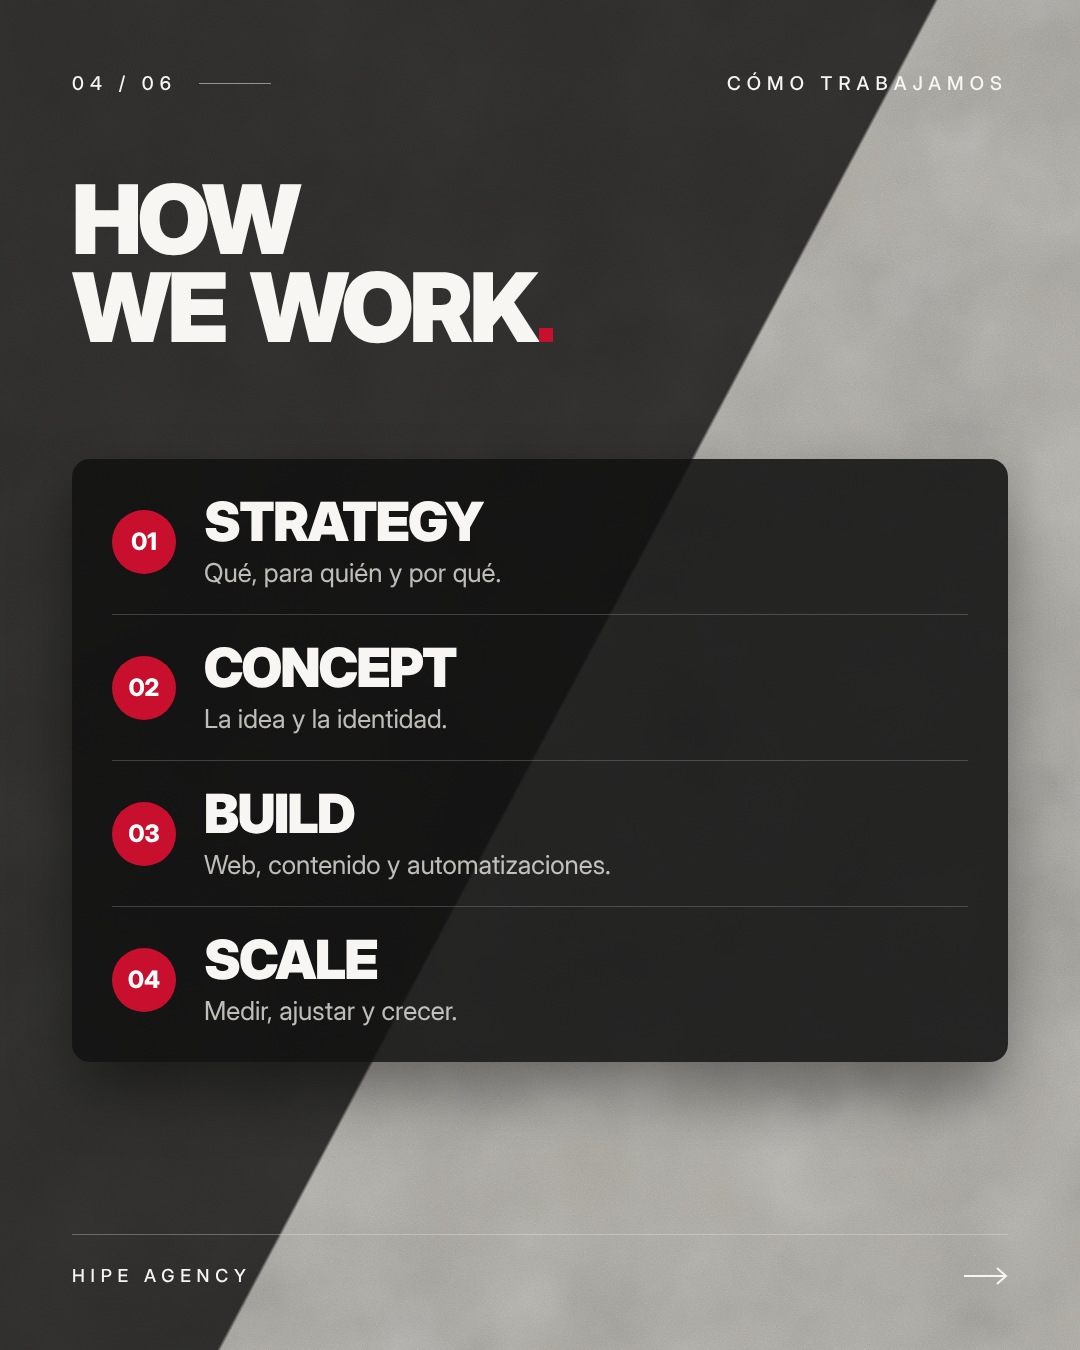 04 / 06
CÓMO TRABAJAMOS
HOW
WE WORK.
01
STRATEGY
Qué, para quién y por qué.
02
CONCEPT
La idea y la identidad.
03
BUILD
Web, contenido y automatizaciones.
04
SCALE
Medir, ajustar y crecer.
HIPE AGENCY